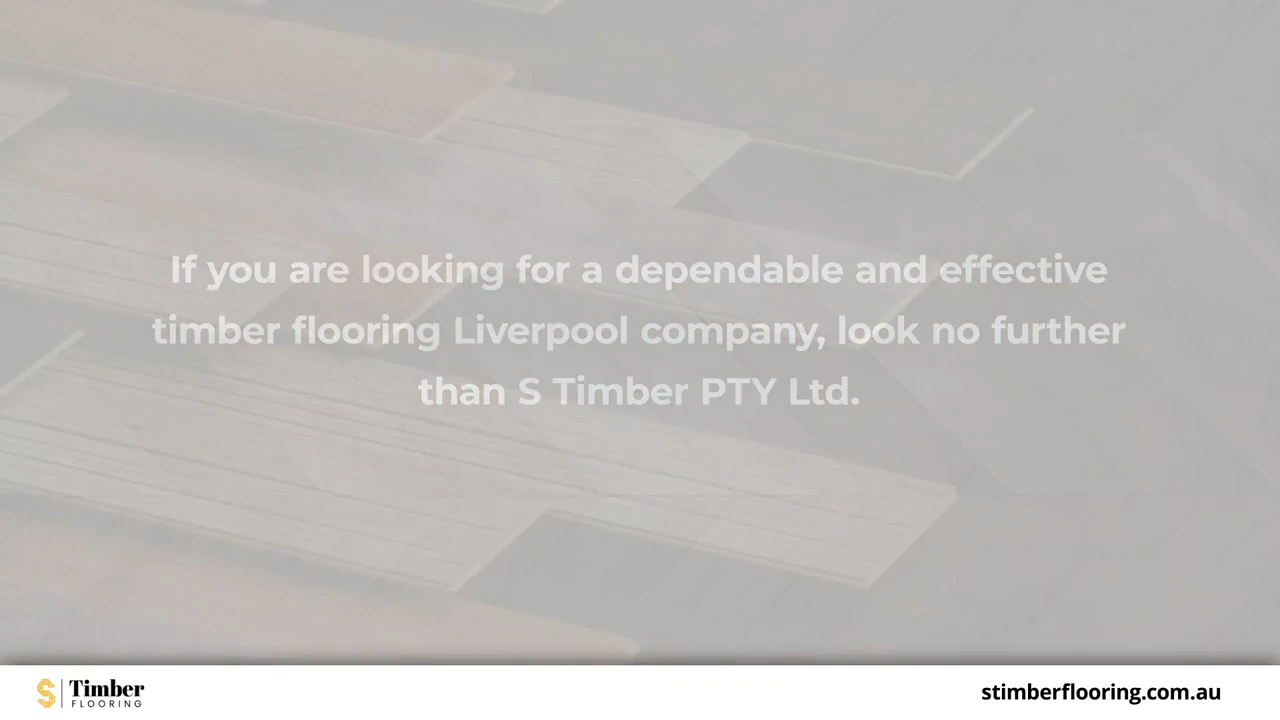 If you are looking for a dependable and effective
timber flooring Liverpool company, look no further
than S Timber PTY Ltd.
S Timber
FLOORING
stimberflooring.com.au